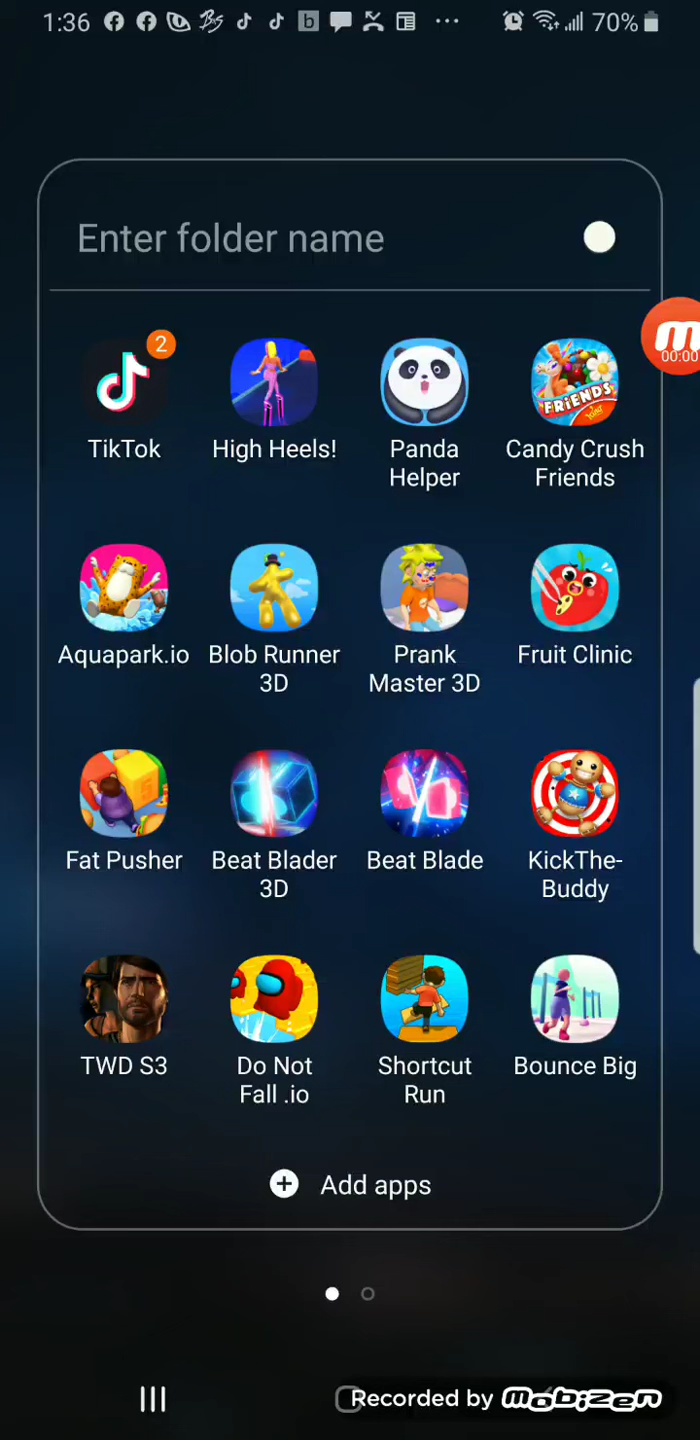 1:36 b 70%
Enter folder name
00:00
2
TikTok High Heels! Panda Helper Candy Crush Friends
FRiENDS
Aquapark.io Blob Runner 3D Prank Master 3D Fruit Clinic
Fat Pusher Beat Blader 3D Beat Blade KickThe-Buddy
TWD S3 Do Not Fall .io Shortcut Run Bounce Big
Add apps
Recorded by mobizen